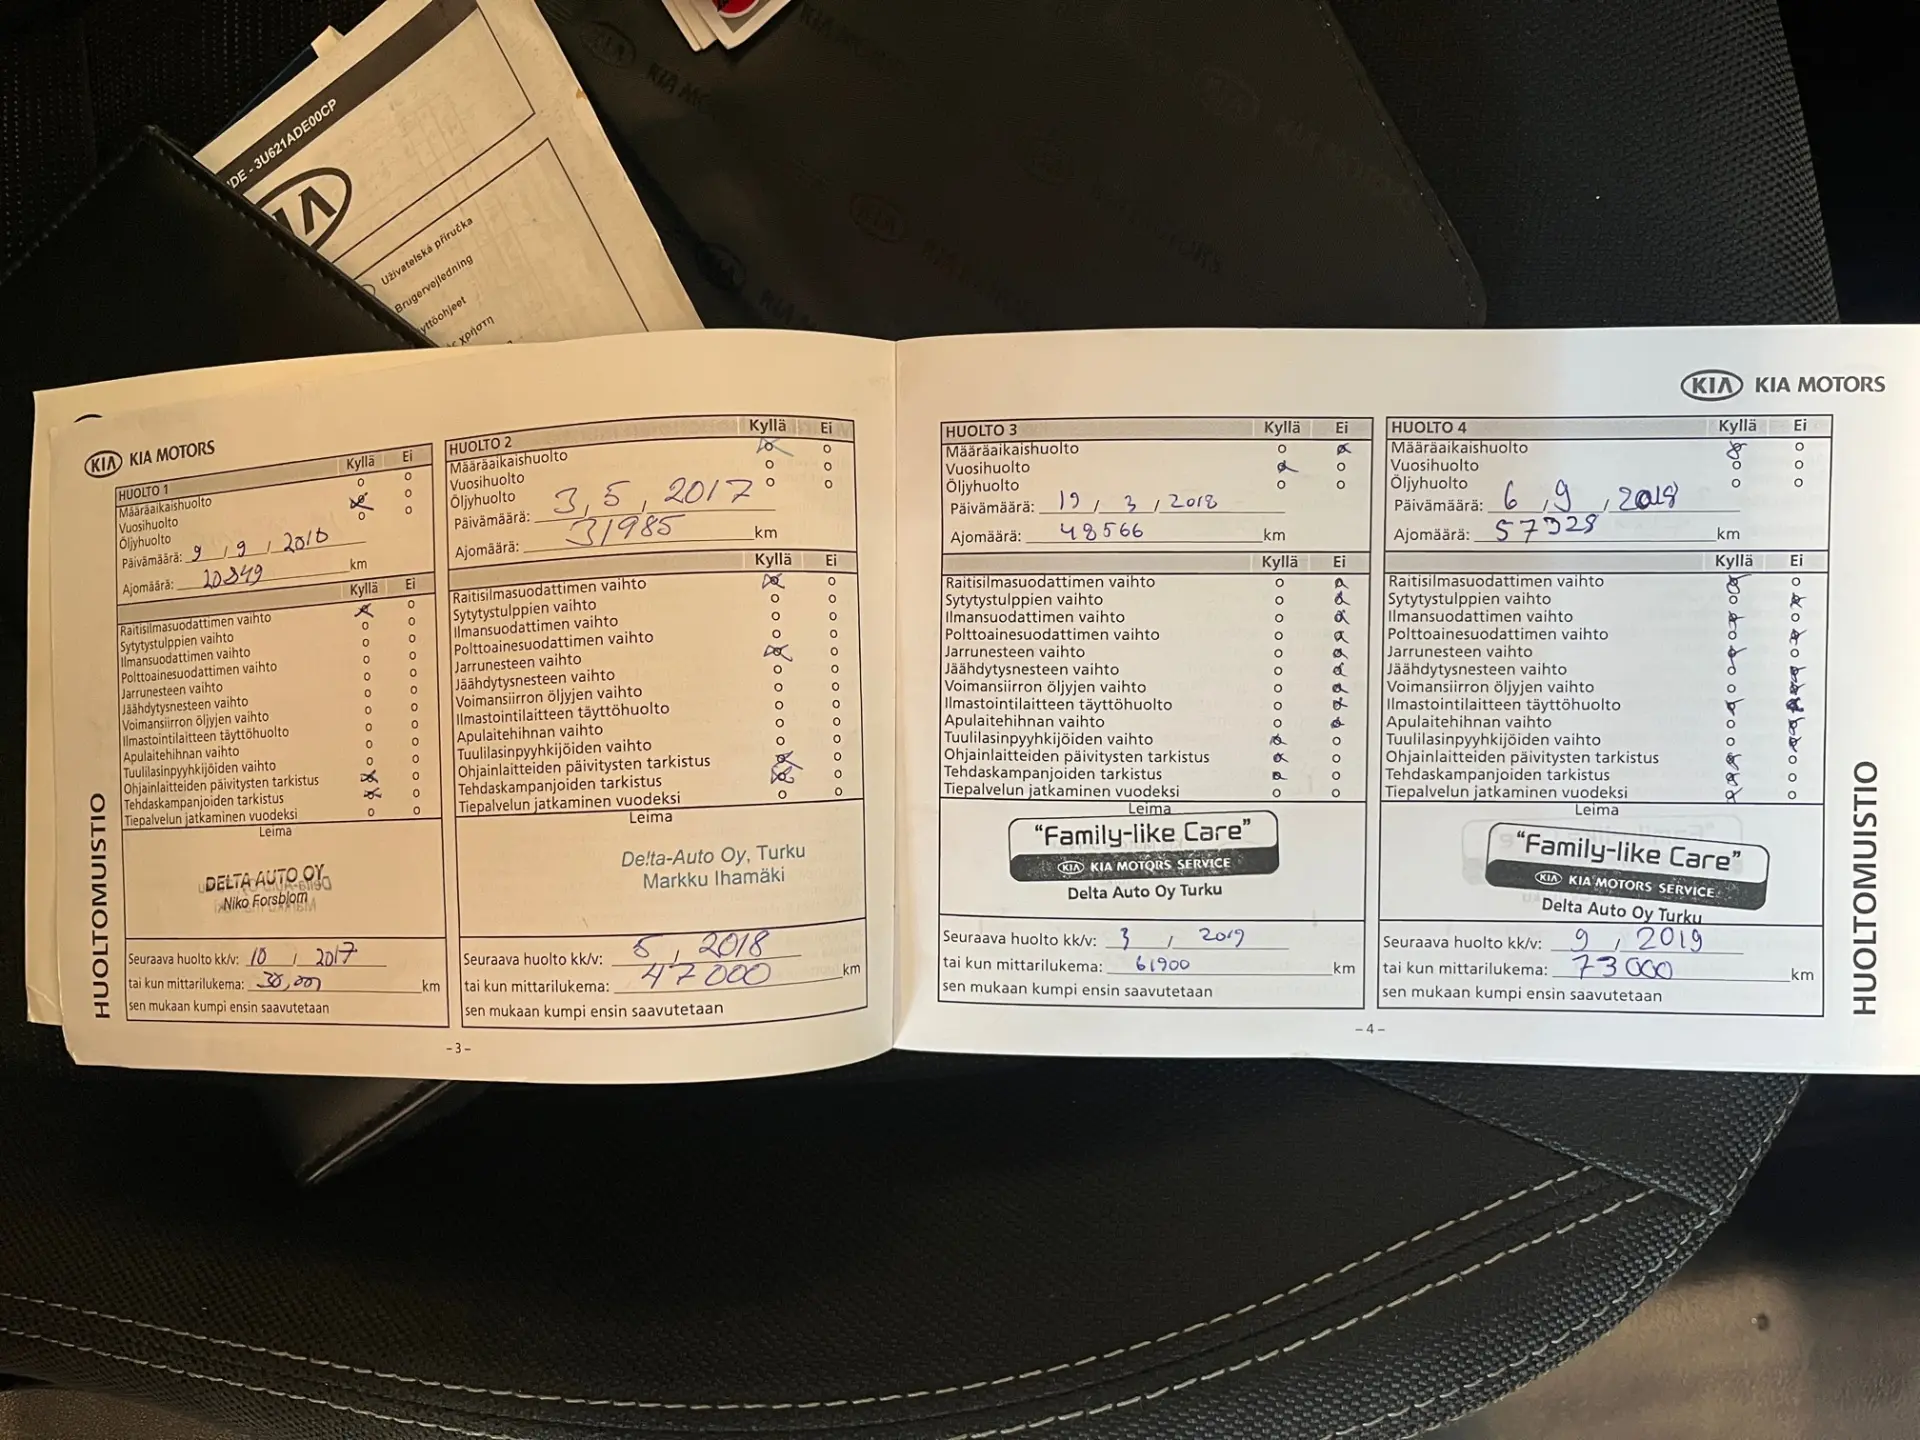 DE - 3U621ADE00CP
KIA
Uživatelská příručka
Brugervejledning
yttöohjeet
χρήστη
KIA MOTORS
HUOLTO 1 Kyllä Ei
Määräaikaishuolto
Vuosihuolto
Öljyhuolto
Päivämäärä: 9 / 9 / 2016
Ajomäärä: km
Kyllä Ei
Raitisilmasuodattimen vaihto
Sytytystulppien vaihto
Ilmansuodattimen vaihto
Polttoainesuodattimen vaihto
Jarrunesteen vaihto
Jäähdytysnesteen vaihto
Voimansiirron öljyjen vaihto
Ilmastointilaitteen täyttöhuolto
Apulaitehihnan vaihto
Tuulilasinpyyhkijöiden vaihto
Ohjainlaitteiden päivitysten tarkistus
Tehdaskampanjoiden tarkistus
Tiepalvelun jatkaminen vuodeksi
Leima
DELTA AUTO OY
Niko Forsblom
Seuraava huolto kk/v: 10 / 2017
tai kun mittarilukema: 30,000 km
sen mukaan kumpi ensin saavutetaan
HUOLTOMUISTIO
HUOLTO 2 Kyllä Ei
Määräaikaishuolto
Vuosihuolto
Öljyhuolto
Päivämäärä: 3, 5, 2017
Ajomäärä: 31985 km
Kyllä Ei
Raitisilmasuodattimen vaihto
Sytytystulppien vaihto
Ilmansuodattimen vaihto
Polttoainesuodattimen vaihto
Jarrunesteen vaihto
Jäähdytysnesteen vaihto
Voimansiirron öljyjen vaihto
Ilmastointilaitteen täyttöhuolto
Apulaitehihnan vaihto
Tuulilasinpyyhkijöiden vaihto
Ohjainlaitteiden päivitysten tarkistus
Tehdaskampanjoiden tarkistus
Tiepalvelun jatkaminen vuodeksi
Leima
Delta-Auto Oy, Turku
Markku Ihamäki
Seuraava huolto kk/v: 5, 2018
tai kun mittarilukema: 47000 km
sen mukaan kumpi ensin saavutetaan
- 3 -
KIA MOTORS
HUOLTO 3 Kyllä Ei
Määräaikaishuolto
Vuosihuolto
Öljyhuolto
Päivämäärä: 19 / 3 / 2018
Ajomäärä: 48566 km
Kyllä Ei
Raitisilmasuodattimen vaihto
Sytytystulppien vaihto
Ilmansuodattimen vaihto
Polttoainesuodattimen vaihto
Jarrunesteen vaihto
Jäähdytysnesteen vaihto
Voimansiirron öljyjen vaihto
Ilmastointilaitteen täyttöhuolto
Apulaitehihnan vaihto
Tuulilasinpyyhkijöiden vaihto
Ohjainlaitteiden päivitysten tarkistus
Tehdaskampanjoiden tarkistus
Tiepalvelun jatkaminen vuodeksi
Leima
"Family-like Care"
KIA KIA MOTORS SERVICE
Delta Auto Oy Turku
Seuraava huolto kk/v: 3 / 2019
tai kun mittarilukema: 61900 km
sen mukaan kumpi ensin saavutetaan
HUOLTO 4 Kyllä Ei
Määräaikaishuolto
Vuosihuolto
Öljyhuolto
Päivämäärä: 6, 9, 2018
Ajomäärä: 57328 km
Kyllä Ei
Raitisilmasuodattimen vaihto
Sytytystulppien vaihto
Ilmansuodattimen vaihto
Polttoainesuodattimen vaihto
Jarrunesteen vaihto
Jäähdytysnesteen vaihto
Voimansiirron öljyjen vaihto
Ilmastointilaitteen täyttöhuolto
Apulaitehihnan vaihto
Tuulilasinpyyhkijöiden vaihto
Ohjainlaitteiden päivitysten tarkistus
Tehdaskampanjoiden tarkistus
Tiepalvelun jatkaminen vuodeksi
Leima
"Family-like Care"
KIA KIA MOTORS SERVICE
Delta Auto Oy Turku
Seuraava huolto kk/v: 9, 2019
tai kun mittarilukema: 73000 km
sen mukaan kumpi ensin saavutetaan
HUOLTOMUISTIO
- 4 -